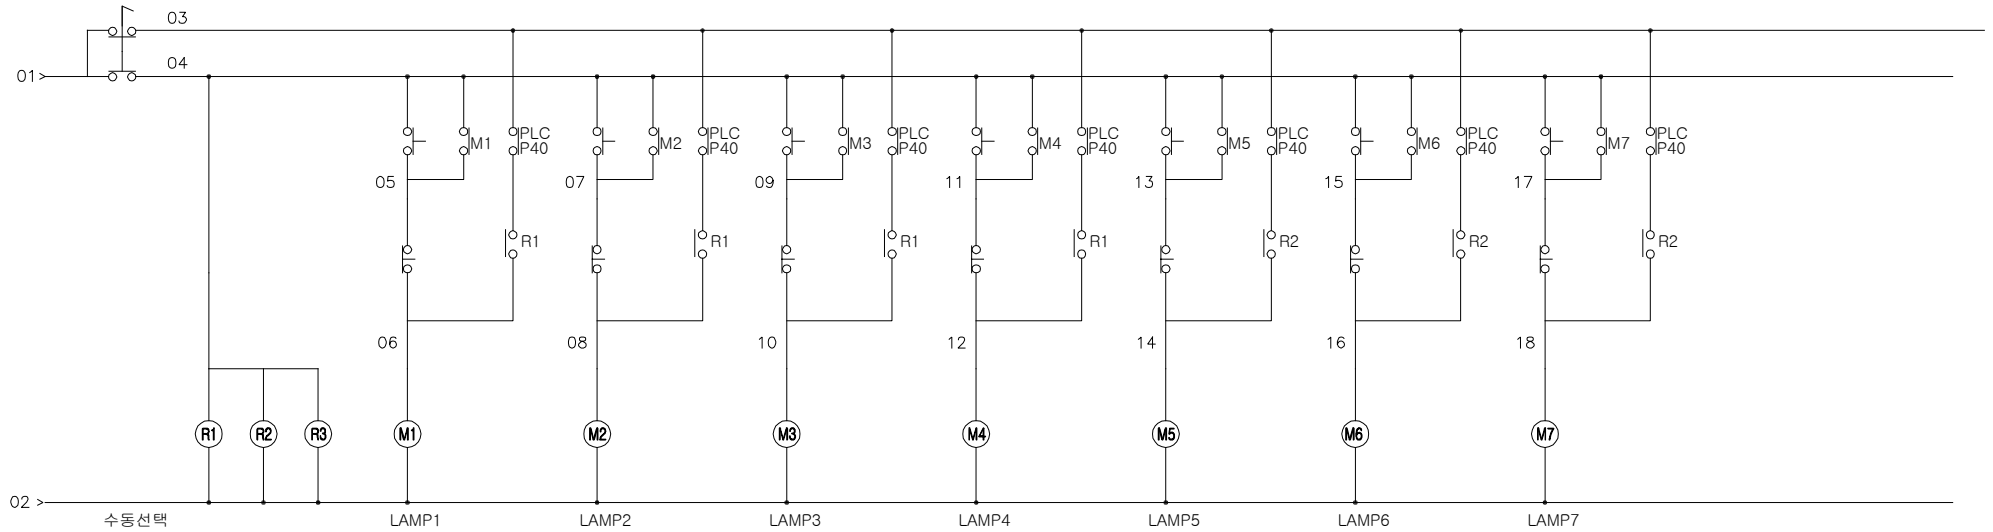 03
04
01>
PLC PLC PLC PLC PLC PLC PLC
M1 M2 M3 M4 M5 M6 M7
P40 P40 P40 P40 P40 P40 P40
05 07 09 11 13 15 17
R1 R1 R1 R1 R2 R2 R2
06 08 10 12 14 16 18
R1 R2 R3 M1 M2 M3 M4 M5 M6 M7
02 >
수동선택 LAMP1 LAMP2 LAMP3 LAMP4 LAMP5 LAMP6 LAMP7